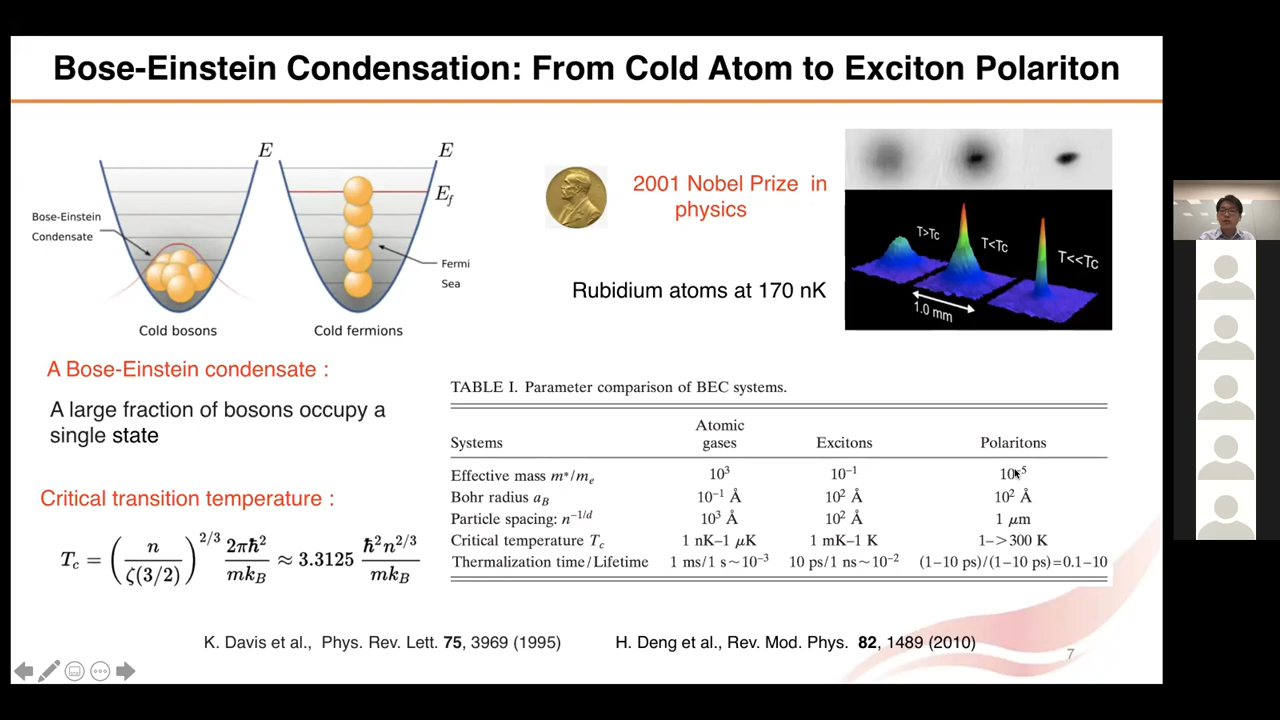 Bose-Einstein Condensation: From Cold Atom to Exciton Polariton
E
E
E_f
Bose-Einstein
Condensate
Fermi
Sea
Cold bosons
Cold fermions
2001 Nobel Prize in
physics
Rubidium atoms at 170 nK
T>Tc
T<Tc
T<<Tc
1.0 mm
A Bose-Einstein condensate :
A large fraction of bosons occupy a
single state
Critical transition temperature :
T_c = (n / ζ(3/2))^{2/3} 2πℏ² / mk_B ≈ 3.3125 ℏ²n^{2/3} / mk_B
TABLE I. Parameter comparison of BEC systems.
Systems Atomic gases Excitons Polaritons
Effective mass m*/m_e 10³ 10⁻¹ 10⁻⁵
Bohr radius a_B 10⁻¹ Å 10² Å 10² Å
Particle spacing: n^{-1/d} 10³ Å 10² Å 1 μm
Critical temperature T_c 1 nK–1 μK 1 mK–1 K 1–>300 K
Thermalization time/Lifetime 1 ms/1 s~10⁻³ 10 ps/1 ns~10⁻² (1–10 ps)/(1–10 ps)=0.1–10
K. Davis et al., Phys. Rev. Lett. 75, 3969 (1995)
H. Deng et al., Rev. Mod. Phys. 82, 1489 (2010)
7